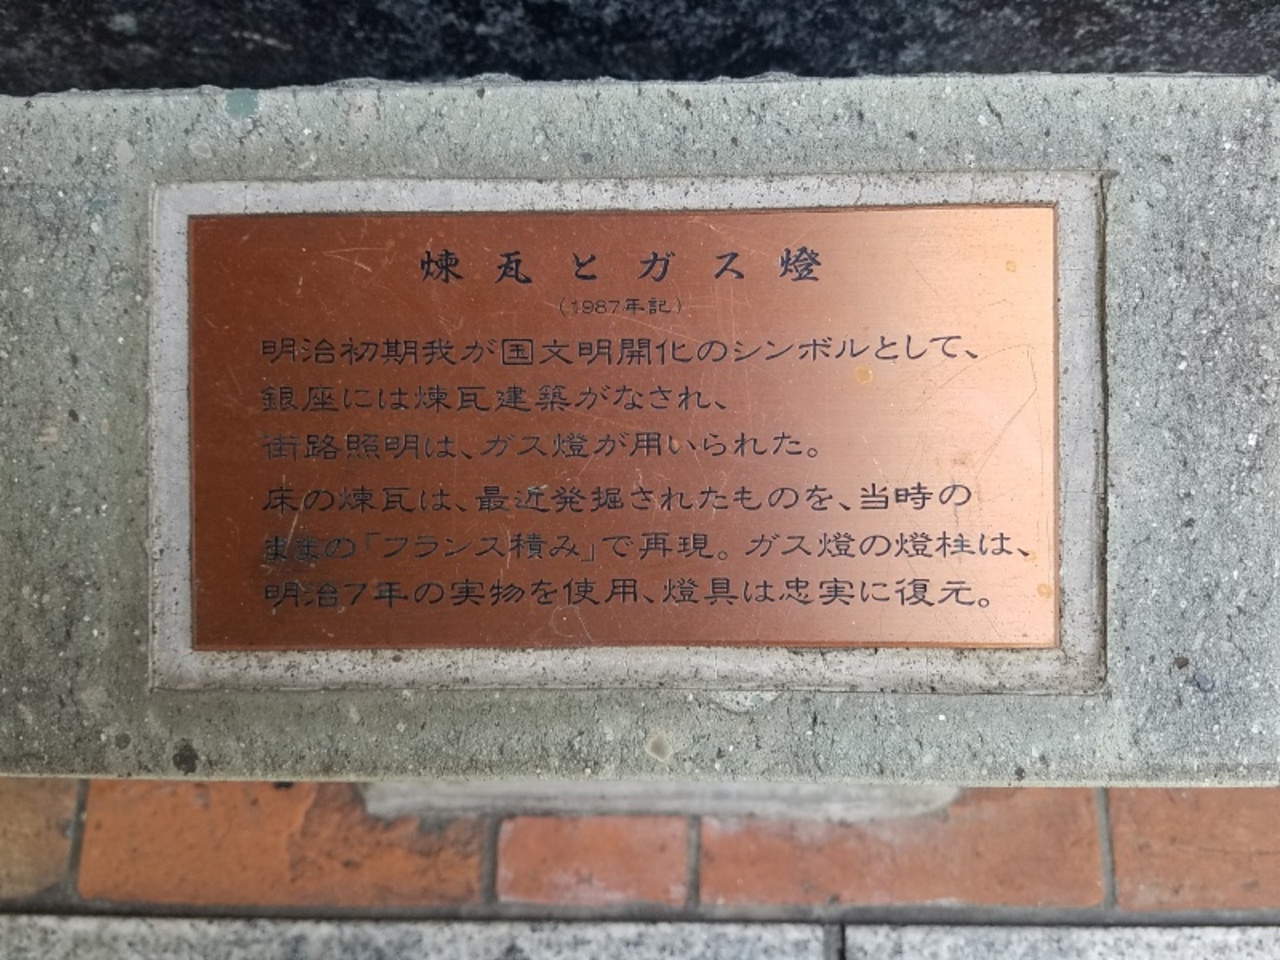 煉瓦とガス燈
(1987年記)
明治初期我が国文明開化のシンボルとして、
銀座には煉瓦建築がなされ、
街路照明は、ガス燈が用いられた。
床の煉瓦は、最近発掘されたものを、当時の
ままの「フランス積み」で再現。ガス燈の燈柱は、
明治7年の実物を使用、燈具は忠実に復元。